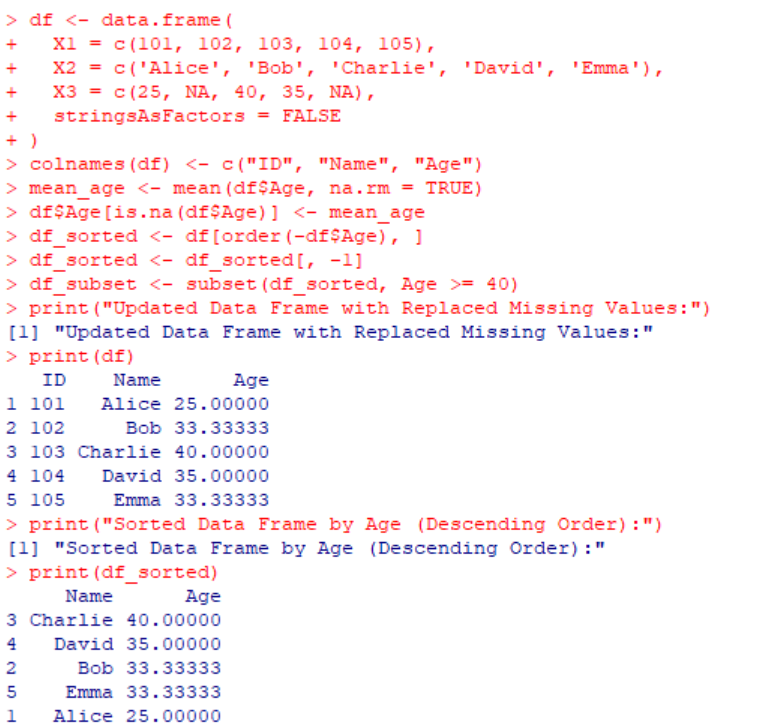 > df <- data.frame(
+   X1 = c(101, 102, 103, 104, 105),
+   X2 = c('Alice', 'Bob', 'Charlie', 'David', 'Emma'),
+   X3 = c(25, NA, 40, 35, NA),
+   stringsAsFactors = FALSE
+ )
> colnames(df) <- c("ID", "Name", "Age")
> mean_age <- mean(df$Age, na.rm = TRUE)
> df$Age[is.na(df$Age)] <- mean_age
> df_sorted <- df[order(-df$Age), ]
> df_sorted <- df_sorted[, -1]
> df_subset <- subset(df_sorted, Age >= 40)
> print("Updated Data Frame with Replaced Missing Values:")
[1] "Updated Data Frame with Replaced Missing Values:"
> print(df)
   ID    Name      Age
1 101   Alice 25.00000
2 102     Bob 33.33333
3 103 Charlie 40.00000
4 104   David 35.00000
5 105    Emma 33.33333
> print("Sorted Data Frame by Age (Descending Order):")
[1] "Sorted Data Frame by Age (Descending Order):"
> print(df_sorted)
     Name      Age
3 Charlie 40.00000
4   David 35.00000
2     Bob 33.33333
5    Emma 33.33333
1   Alice 25.00000